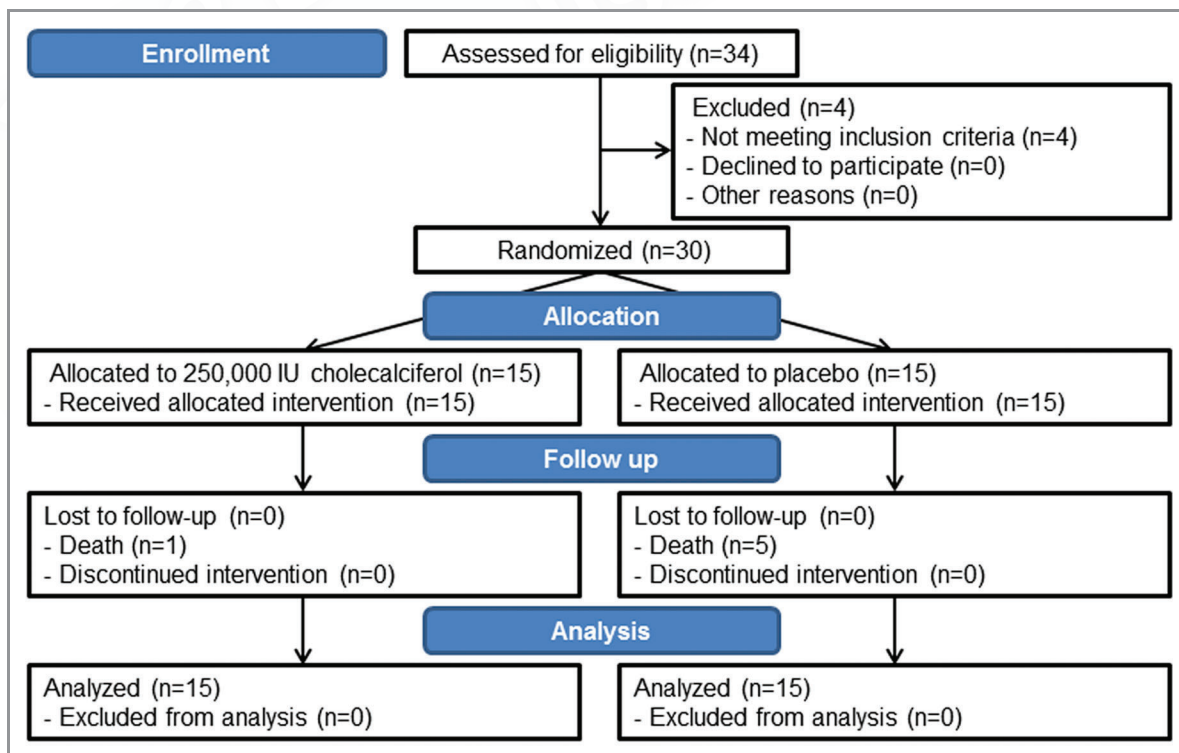 Enrollment
Assessed for eligibility (n=34)
Excluded (n=4)
- Not meeting inclusion criteria (n=4)
- Declined to participate (n=0)
- Other reasons (n=0)
Randomized (n=30)
Allocation
Allocated to 250,000 IU cholecalciferol (n=15)
- Received allocated intervention (n=15)
Allocated to placebo (n=15)
- Received allocated intervention (n=15)
Follow up
Lost to follow-up (n=0)
- Death (n=1)
- Discontinued intervention (n=0)
Lost to follow-up (n=0)
- Death (n=5)
- Discontinued intervention (n=0)
Analysis
Analyzed (n=15)
- Excluded from analysis (n=0)
Analyzed (n=15)
- Excluded from analysis (n=0)